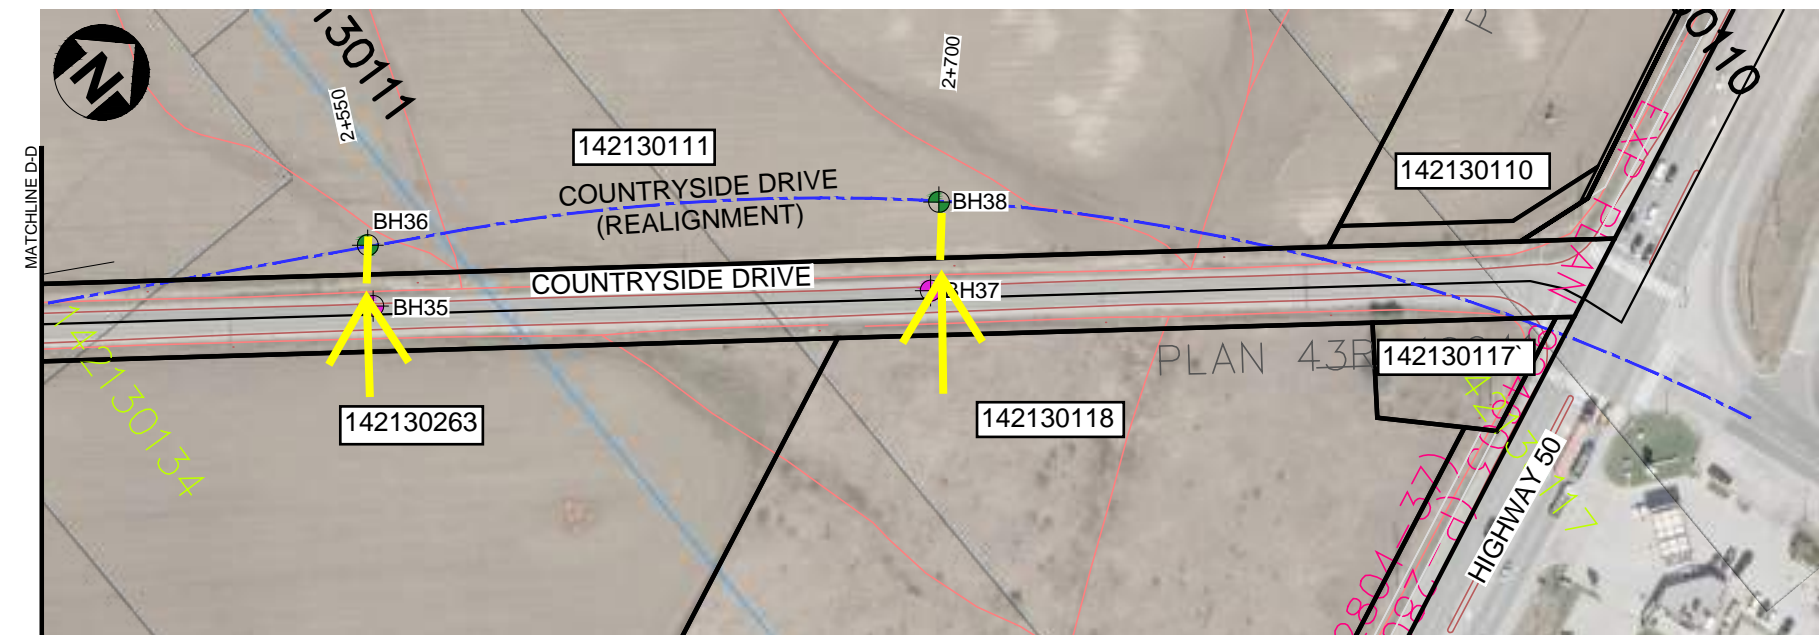 N
130111
2+550
2+700
0110
142130111
142130110
EXP PLAN
COUNTRYSIDE DRIVE
(REALIGNMENT)
BH36
BH38
MATCHLINE D-D
COUNTRYSIDE DRIVE
BH35
BH37
142130134
PLAN 43R
142130117`
142130263
142130118
HIGHWAY 50